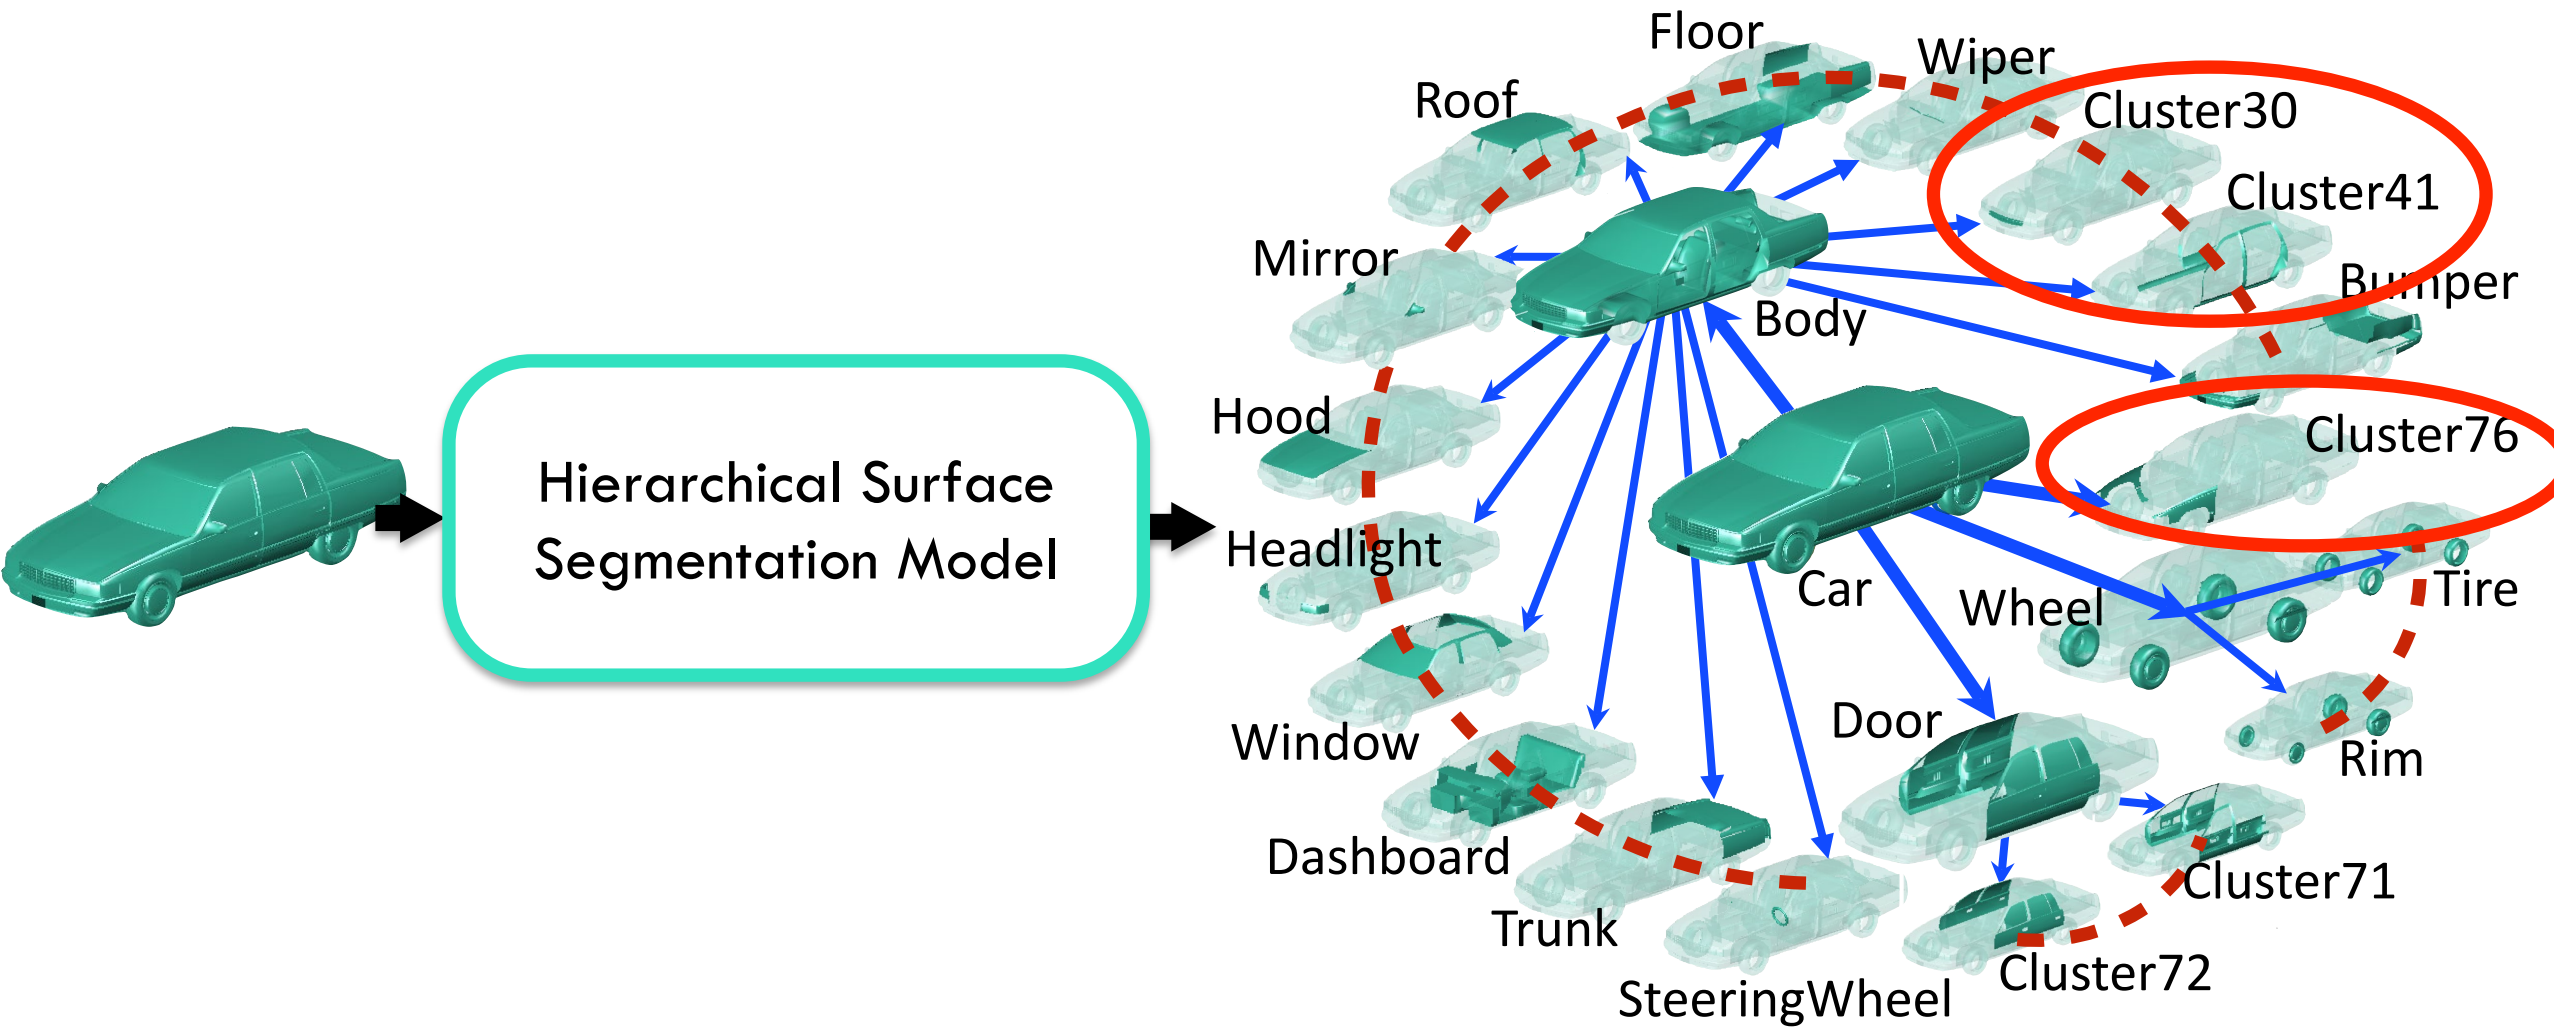 Hierarchical Surface
Segmentation Model
Floor
Wiper
Roof
Cluster30
Cluster41
Mirror
Bumper
Body
Hood
Cluster76
Headlight
Car
Wheel
Tire
Window
Door
Rim
Dashboard
Cluster71
Trunk
Cluster72
SteeringWheel